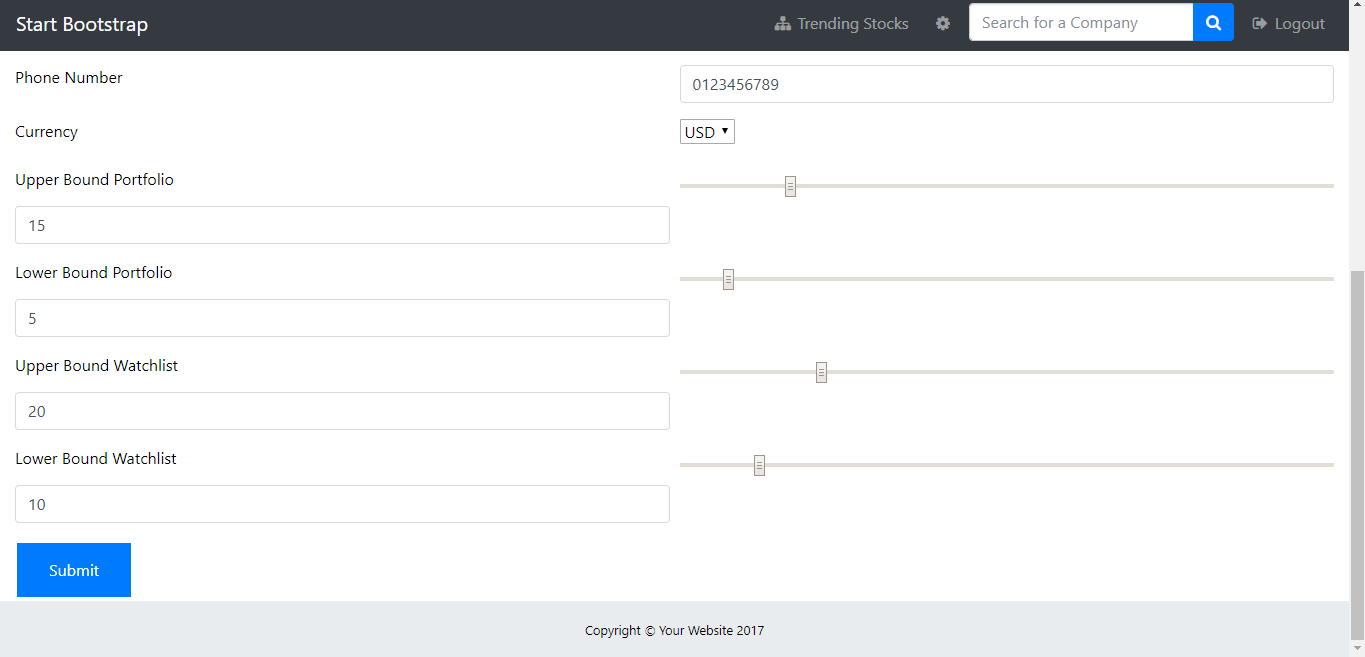 Start Bootstrap
Trending Stocks
Search for a Company
Logout
Phone Number
0123456789
Currency
USD
Upper Bound Portfolio
15
Lower Bound Portfolio
5
Upper Bound Watchlist
20
Lower Bound Watchlist
10
Submit
Copyright © Your Website 2017